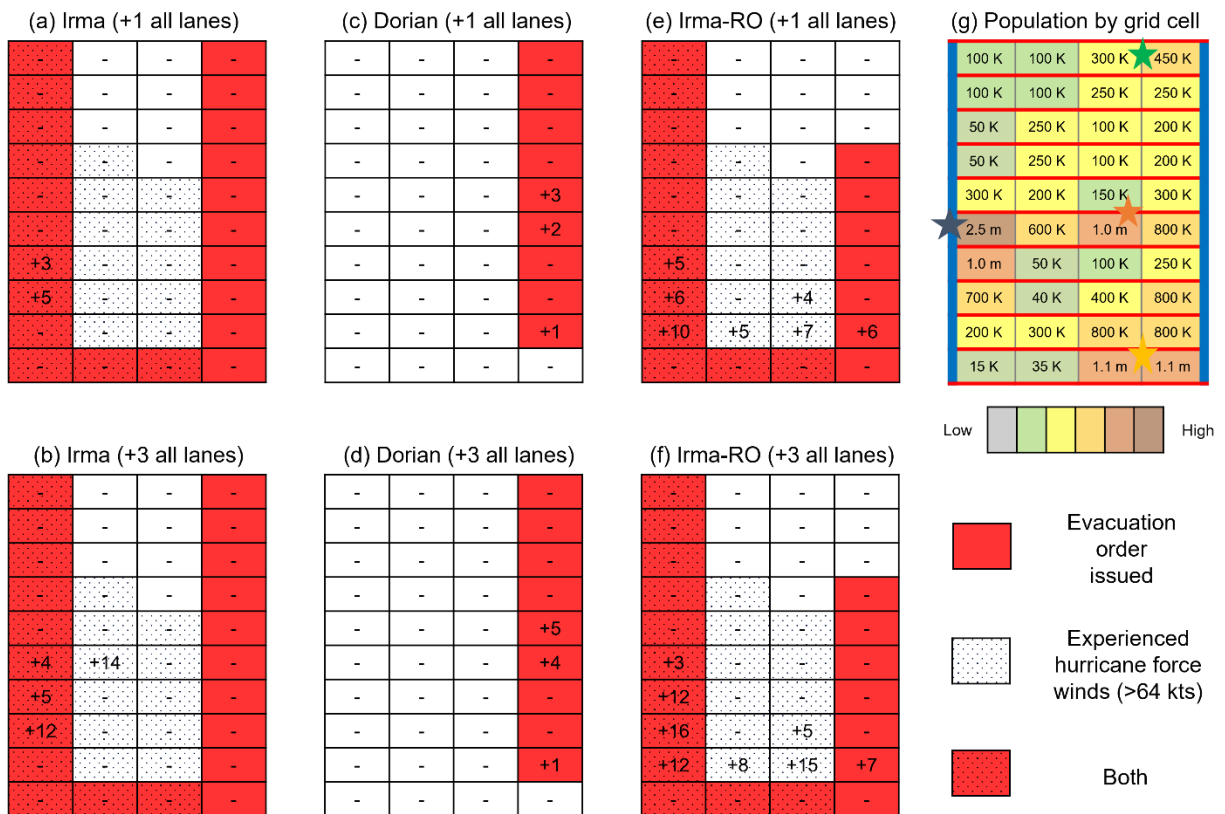 (a) Irma (+1 all lanes)
- - - -
- - - -
- - - -
- - - -
- - - -
- - - -
+3 - - -
+5 - - -
- - - -
- - - -
(c) Dorian (+1 all lanes)
- - - -
- - - -
- - - -
- - - -
- - - +3
- - - +2
- - - -
- - - -
- - - +1
- - - -
(e) Irma-RO (+1 all lanes)
- - - -
- - - -
- - - -
- - - -
- - - -
- - - -
+5 - - -
+6 - +4 -
+10 +5 +7 +6
- - - -
(g) Population by grid cell
100 K 100 K 300 K 450 K
100 K 100 K 250 K 250 K
50 K 250 K 100 K 200 K
50 K 250 K 100 K 200 K
300 K 200 K 150 K 300 K
2.5 m 600 K 1.0 m 800 K
1.0 m 50 K 100 K 250 K
700 K 40 K 400 K 800 K
200 K 300 K 800 K 800 K
15 K 35 K 1.1 m 1.1 m
Low High
(b) Irma (+3 all lanes)
- - - -
- - - -
- - - -
- - - -
- - - -
+4 +14 - -
+5 - - -
+12 - - -
- - - -
- - - -
(d) Dorian (+3 all lanes)
- - - -
- - - -
- - - -
- - - -
- - - +5
- - - +4
- - - -
- - - -
- - - +1
- - - -
(f) Irma-RO (+3 all lanes)
- - - -
- - - -
- - - -
- - - -
- - - -
+3 - - -
+12 - - -
+16 - +5 -
+12 +8 +15 +7
- - - -
Evacuation
order
issued
Experienced
hurricane force
winds (>64 kts)
Both